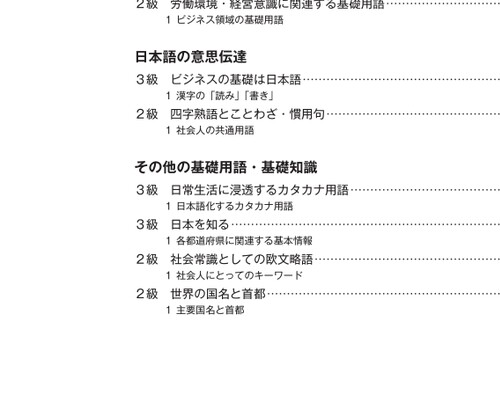 2級　労働環境・経営意識に関連する基礎用語……………………
1 ビジネス領域の基礎用語
日本語の意思伝達
3級　ビジネスの基礎は日本語……………………
1 漢字の「読み」「書き」
2級　四字熟語とことわざ・慣用句……………………
1 社会人の共通用語
その他の基礎用語・基礎知識
3級　日常生活に浸透するカタカナ用語……………………
1 日本語化するカタカナ用語
3級　日本を知る……………………
1 各都道府県に関連する基本情報
2級　社会常識としての欧文略語……………………
1 社会人にとってのキーワード
2級　世界の国名と首都……………………
1 主要国名と首都